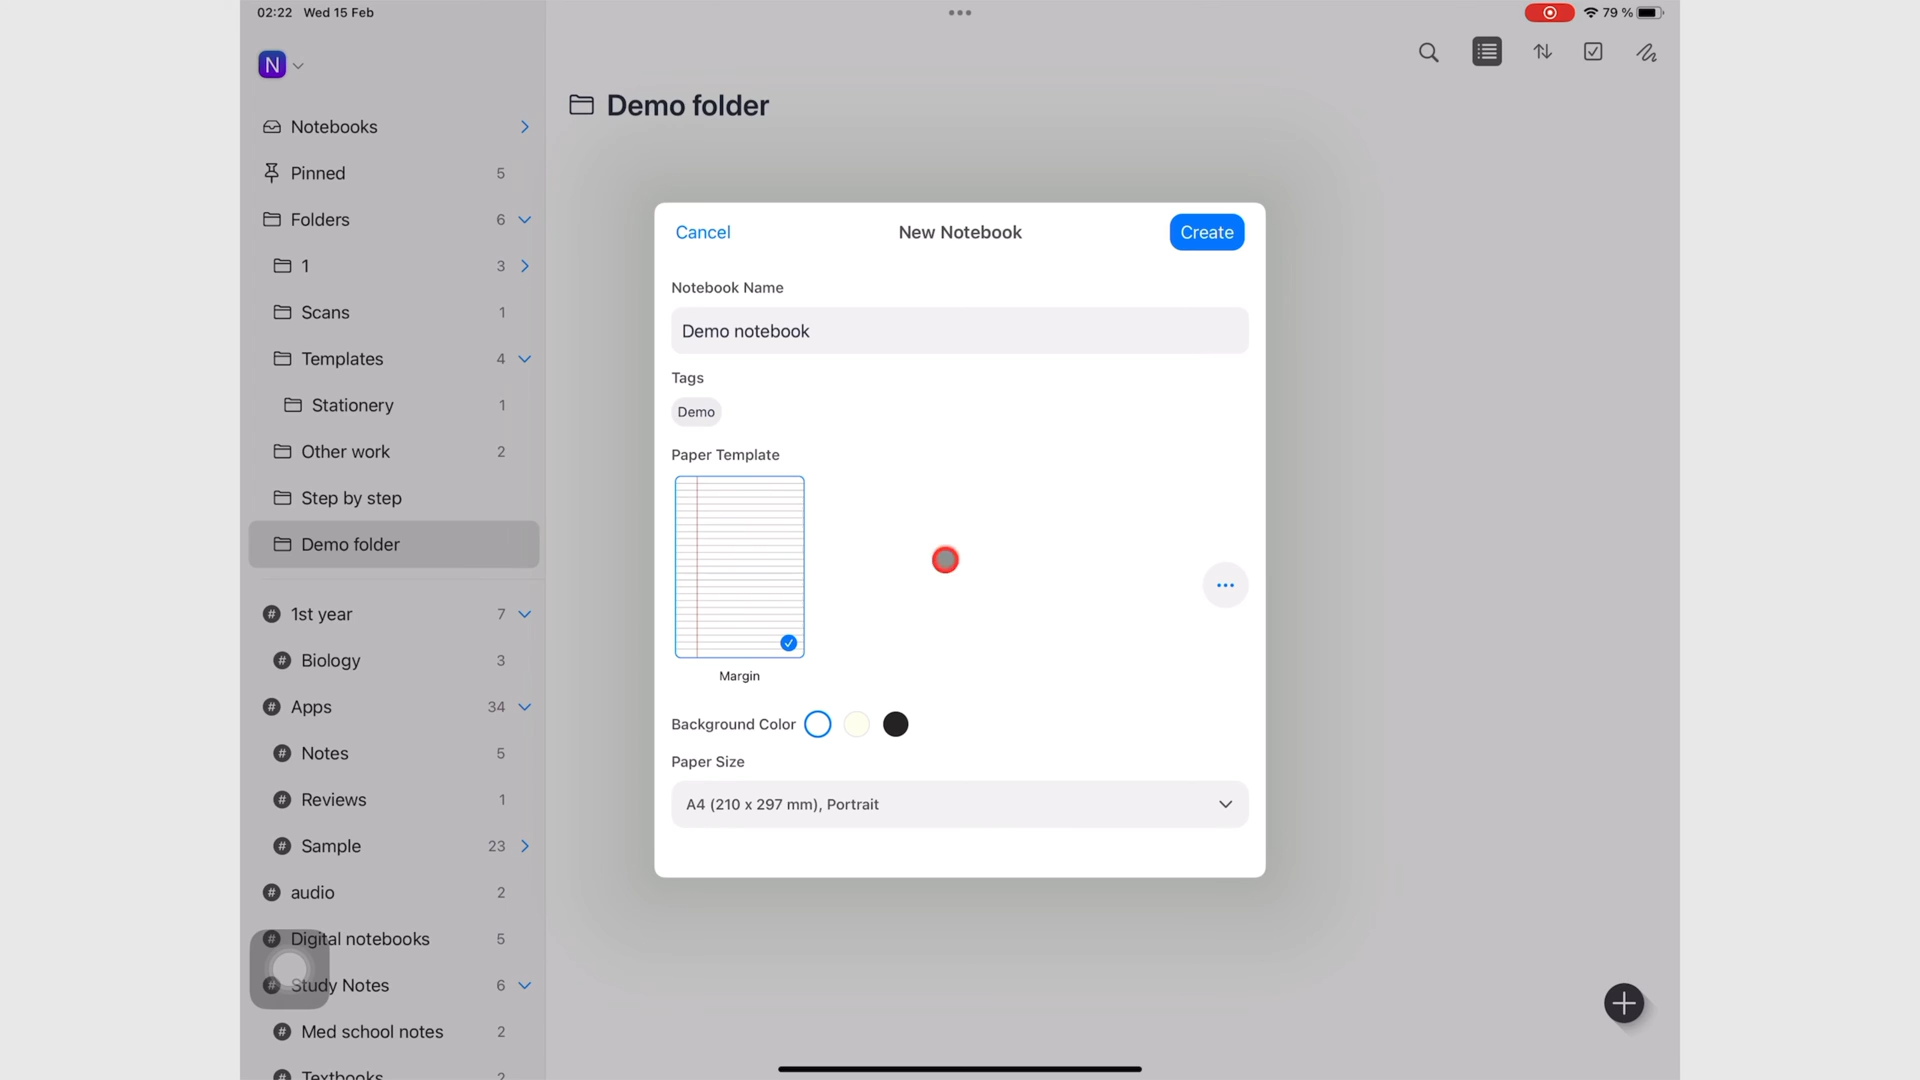 02:22 Wed 15 Feb
79 %
N
Notebooks
Pinned 5
Folders 6
1 3
Scans 1
Templates 4
Stationery 1
Other work 2
Step by step
Demo folder
# 1st year 7
# Biology 3
# Apps 34
# Notes 5
# Reviews 1
# Sample 23
# audio 2
# Digital notebooks 5
# Study Notes 6
# Med school notes 2
# Textbooks 2
Demo folder
Cancel
New Notebook
Create
Notebook Name
Demo notebook
Tags
Demo
Paper Template
Margin
Background Color
Paper Size
A4 (210 x 297 mm), Portrait